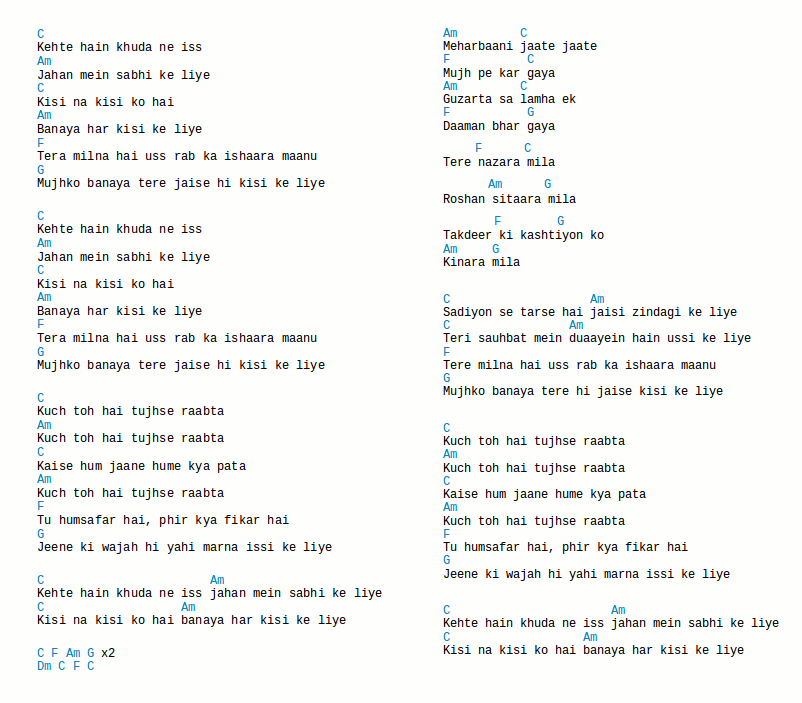 C
Kehte hain khuda ne iss
Am
Jahan mein sabhi ke liye
C
Kisi na kisi ko hai
Am
Banaya har kisi ke liye
F
Tera milna hai uss rab ka ishaara maanu
G
Mujhko banaya tere jaise hi kisi ke liye
C
Kehte hain khuda ne iss
Am
Jahan mein sabhi ke liye
C
Kisi na kisi ko hai
Am
Banaya har kisi ke liye
F
Tera milna hai uss rab ka ishaara maanu
G
Mujhko banaya tere jaise hi kisi ke liye
C
Kuch toh hai tujhse raabta
Am
Kuch toh hai tujhse raabta
C
Kaise hum jaane hume kya pata
Am
Kuch toh hai tujhse raabta
F
Tu humsafar hai, phir kya fikar hai
G
Jeene ki wajah hi yahi marna issi ke liye
C Am
Kehte hain khuda ne iss jahan mein sabhi ke liye
C Am
Kisi na kisi ko hai banaya har kisi ke liye
C F Am G x2
Dm C F C
Am C
Meharbaani jaate jaate
F C
Mujh pe kar gaya
Am C
Guzarta sa lamha ek
F G
Daaman bhar gaya
F C
Tere nazara mila
Am G
Roshan sitaara mila
F G
Takdeer ki kashtiyon ko
Am G
Kinara mila
C Am
Sadiyon se tarse hai jaisi zindagi ke liye
C Am
Teri sauhbat mein duaayein hain ussi ke liye
F
Tere milna hai uss rab ka ishaara maanu
G
Mujhko banaya tere hi jaise kisi ke liye
C
Kuch toh hai tujhse raabta
Am
Kuch toh hai tujhse raabta
C
Kaise hum jaane hume kya pata
Am
Kuch toh hai tujhse raabta
F
Tu humsafar hai, phir kya fikar hai
G
Jeene ki wajah hi yahi marna issi ke liye
C Am
Kehte hain khuda ne iss jahan mein sabhi ke liye
C Am
Kisi na kisi ko hai banaya har kisi ke liye